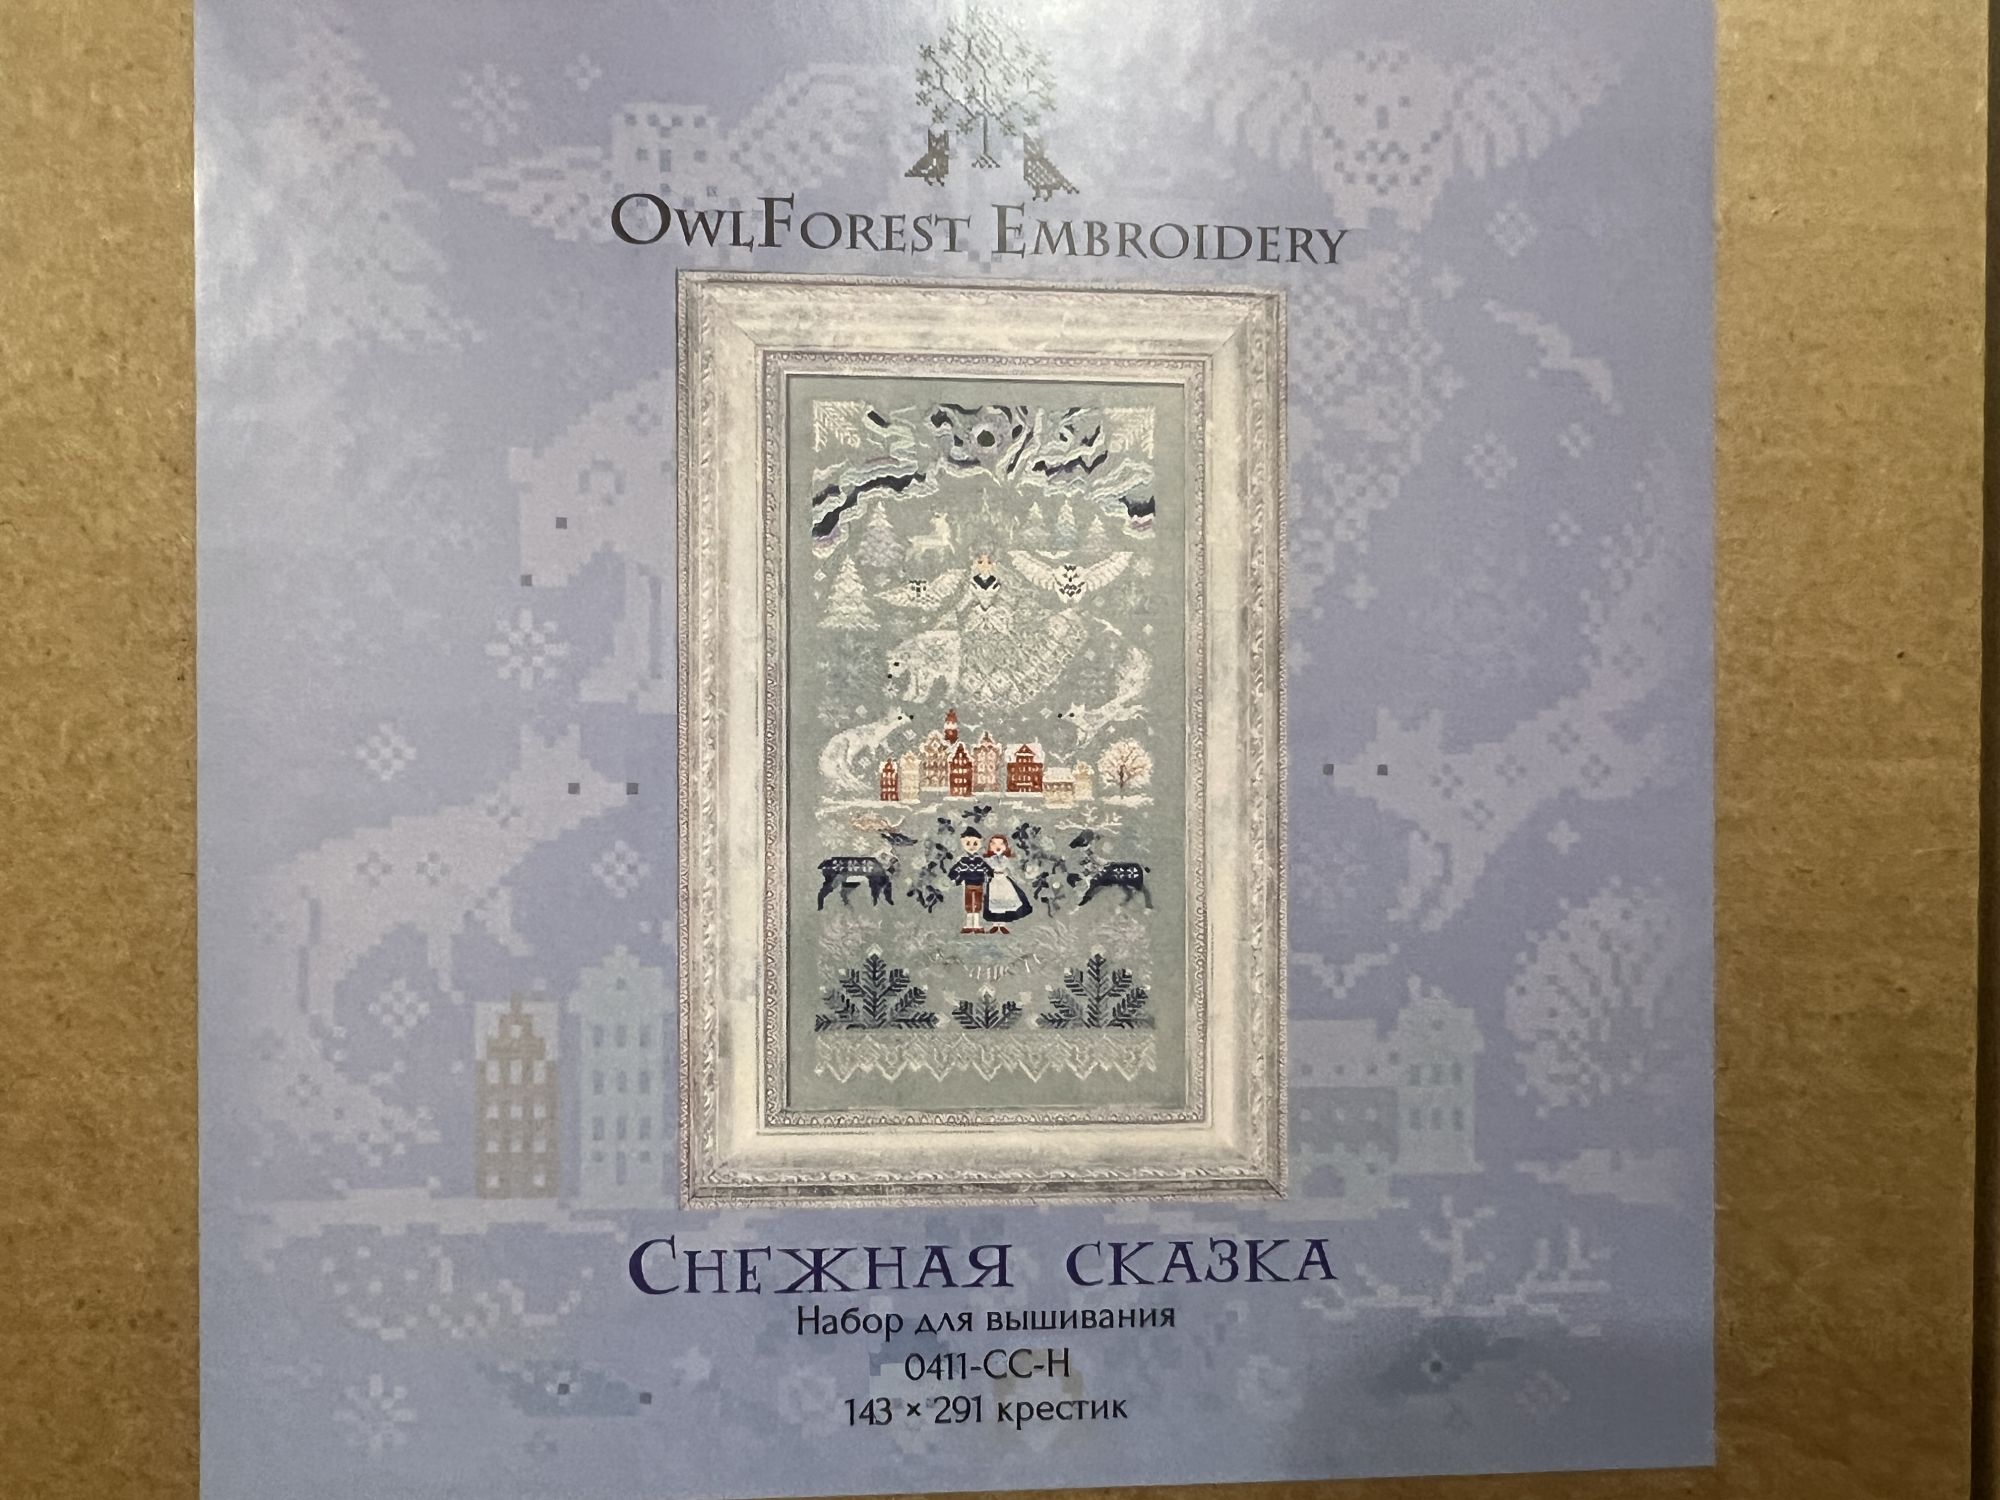 OwlForest Embroidery
Снежная сказка
Набор для вышивания
0411-СС-Н
143 × 291 крестик